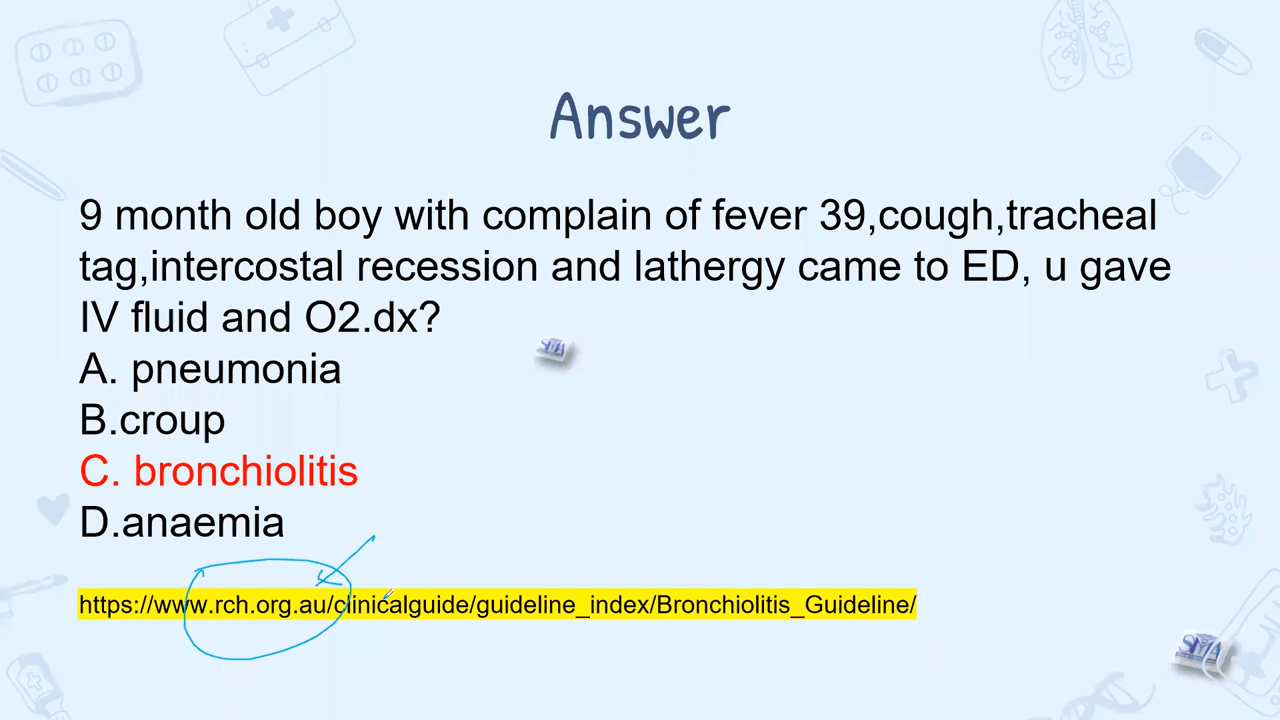 Answer
9 month old boy with complain of fever 39,cough,tracheal
tag,intercostal recession and lathergy came to ED, u gave
IV fluid and O2.dx?
A. pneumonia
B.croup
C. bronchiolitis
D.anaemia
https://www.rch.org.au/clinicalguide/guideline_index/Bronchiolitis_Guideline/